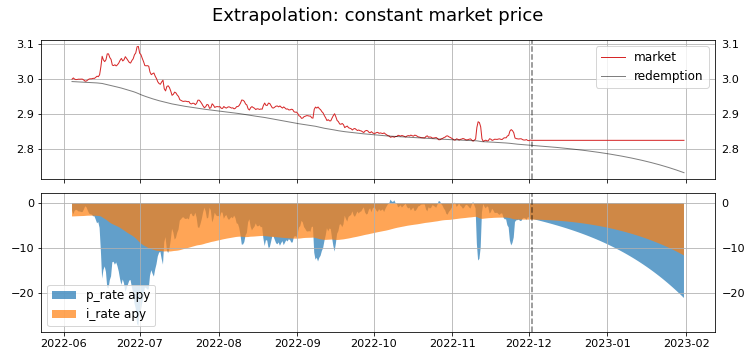 Extrapolation: constant market price
3.1 3.1
3.0 3.0
2.9 2.9
2.8 2.8
market
redemption
0 0
−10 −10
−20 −20
p_rate apy
i_rate apy
2022-06 2022-07 2022-08 2022-09 2022-10 2022-11 2022-12 2023-01 2023-02